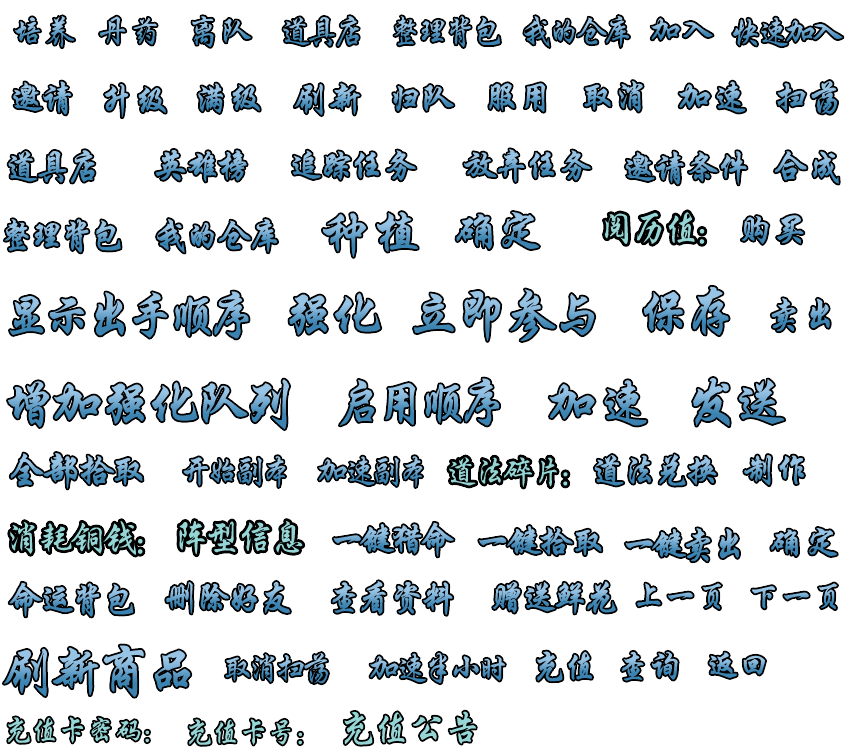 培养 丹药 离队 道具店 整理背包 我的仓库 加入 快速加入
邀请 升级 满级 刷新 归队 服用 取消 加速 扫荡
道具店 英雄榜 追踪任务 放弃任务 邀请条件 合成
整理背包 我的仓库 种植 确定 阅历值: 购买
显示出手顺序 强化 立即参与 保存 卖出
增加强化队列 启用顺序 加速 发送
全部拾取 开始副本 加速副本 道法碎片: 道法兑换 制作
消耗铜钱: 阵型信息 一键猎命 一键拾取 一键卖出 确定
命运背包 删除好友 查看资料 赠送鲜花 上一页 下一页
刷新商品 取消扫荡 加速半小时 充值 查询 返回
充值卡密码: 充值卡号: 充值公告